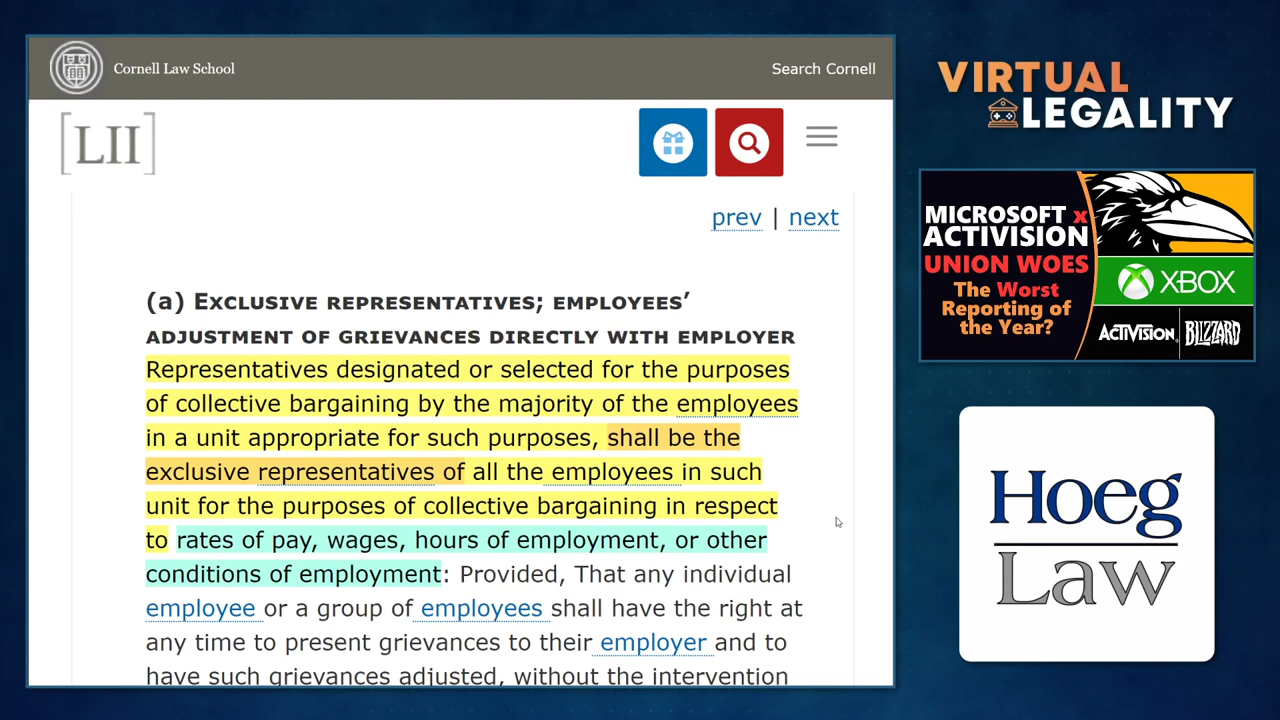 Cornell Law School
Search Cornell
[LII]
prev | next
(a) EXCLUSIVE REPRESENTATIVES; EMPLOYEES’
ADJUSTMENT OF GRIEVANCES DIRECTLY WITH EMPLOYER
Representatives designated or selected for the purposes
of collective bargaining by the majority of the employees
in a unit appropriate for such purposes, shall be the
exclusive representatives of all the employees in such
unit for the purposes of collective bargaining in respect
to rates of pay, wages, hours of employment, or other
conditions of employment: Provided, That any individual
employee or a group of employees shall have the right at
any time to present grievances to their employer and to
have such grievances adjusted, without the intervention
VIRTUAL
LEGALITY
MICROSOFT x
ACTIVISION
UNION WOES
The Worst
Reporting of
the Year?
XBOX
ACTIVISION
BLIZZARD
Hoeg
Law